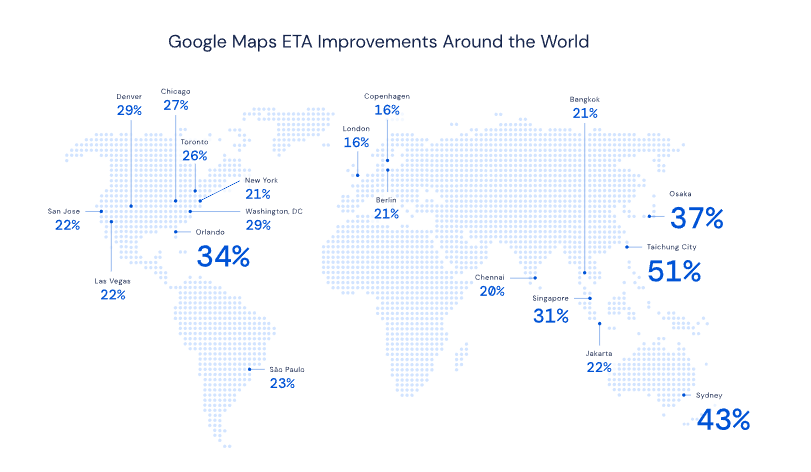 Google Maps ETA Improvements Around the World
Denver
29%
Chicago
27%
Toronto
26%
New York
21%
San Jose
22%
Washington, DC
29%
Orlando
34%
Las Vegas
22%
São Paulo
23%
Copenhagen
16%
London
16%
Berlin
21%
Bangkok
21%
Osaka
37%
Taichung City
51%
Chennai
20%
Singapore
31%
Jakarta
22%
Sydney
43%